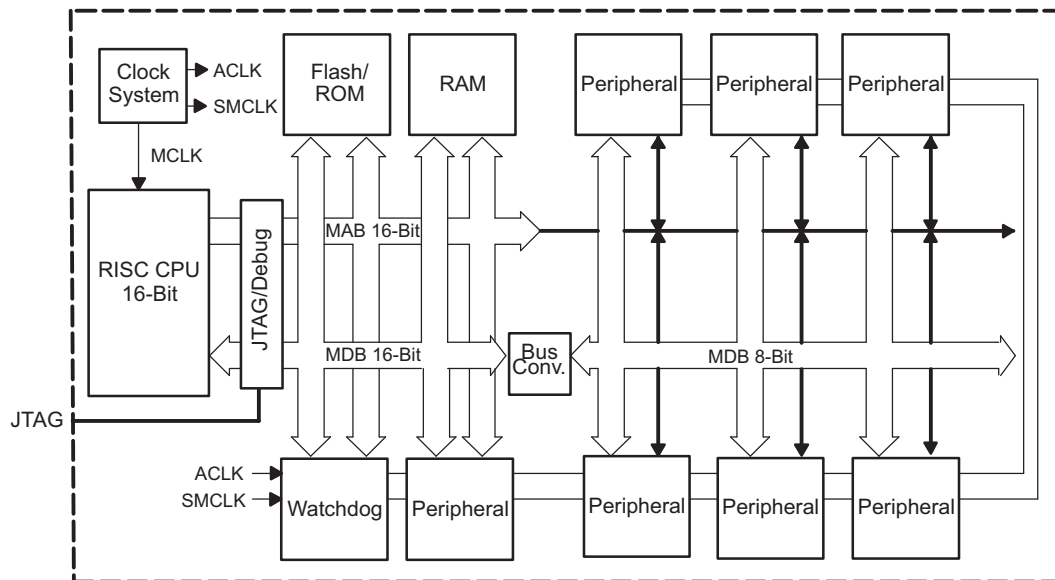 Clock
System
ACLK
SMCLK
MCLK
Flash/
ROM
RAM
Peripheral
Peripheral
Peripheral
RISC CPU
16-Bit
JTAG/Debug
MAB 16-Bit
MDB 16-Bit
Bus
Conv.
MDB 8-Bit
JTAG
ACLK
SMCLK
Watchdog
Peripheral
Peripheral
Peripheral
Peripheral